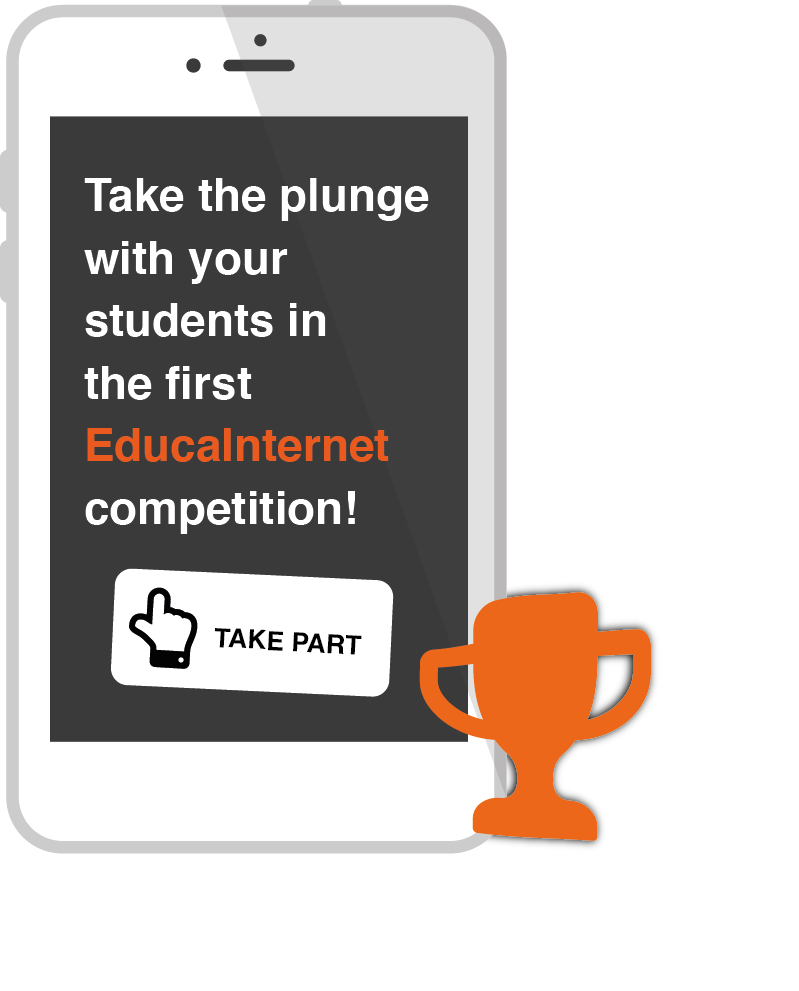 Take the plunge
with your
students in
the first
EducaInternet
competition!
TAKE PART